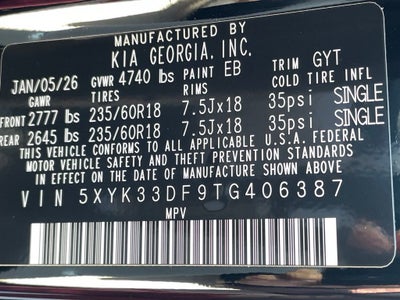 MANUFACTURED BY
KIA GEORGIA, INC.
JAN/05/26 GVWR 4740 lbs PAINT EB TRIM GYT
GAWR TIRES RIMS COLD TIRE INFL
FRONT 2777 lbs 235/60R18 7.5Jx18 35psi SINGLE
REAR 2645 lbs 235/60R18 7.5Jx18 35psi SINGLE
THIS VEHICLE CONFORMS TO ALL APPLICABLE U.S.A. FEDERAL
MOTOR VEHICLE SAFETY AND THEFT PREVENTION STANDARDS
IN EFFECT ON THE DATE OF MANUFACTURE SHOWN ABOVE
VIN 5XYK33DF9TG406387
MPV